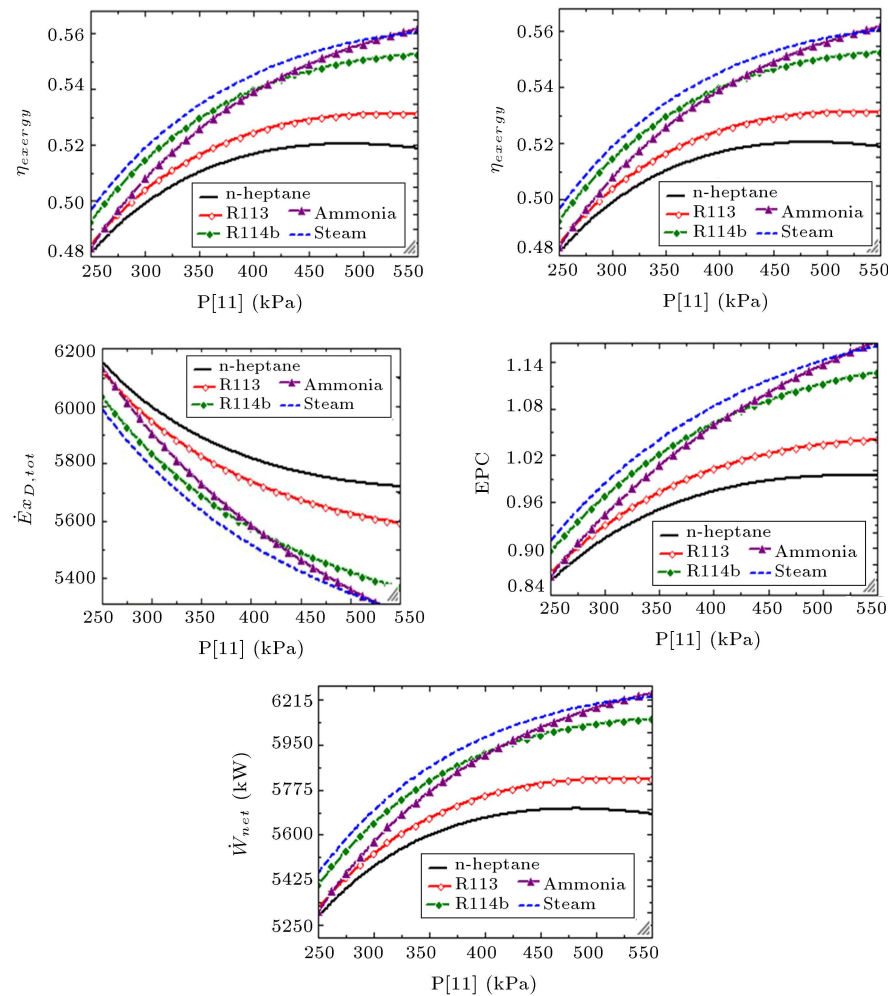 0.56
0.54
0.52
0.50
0.48
η_exergy
n-heptane
R113
Ammonia
R114b
Steam
250 300 350 400 450 500 550
P[11] (kPa)
0.56
0.54
0.52
0.50
0.48
η_exergy
n-heptane
R113
Ammonia
R114b
Steam
250 300 350 400 450 500 550
P[11] (kPa)
6200
6000
5800
5600
5400
Ėx_D,tot
n-heptane
R113
Ammonia
R114b
Steam
250 300 350 400 450 500 540
P[11] (kPa)
1.14
1.08
1.02
0.96
0.90
0.84
EPC
n-heptane
R113
Ammonia
R114b
Steam
250 300 350 400 450 500 550
P[11] (kPa)
6215
5950
5775
5600
5425
5250
Ẇ_net (kW)
n-heptane
R113
Ammonia
R114b
Steam
250 300 350 400 450 500 550
P[11] (kPa)